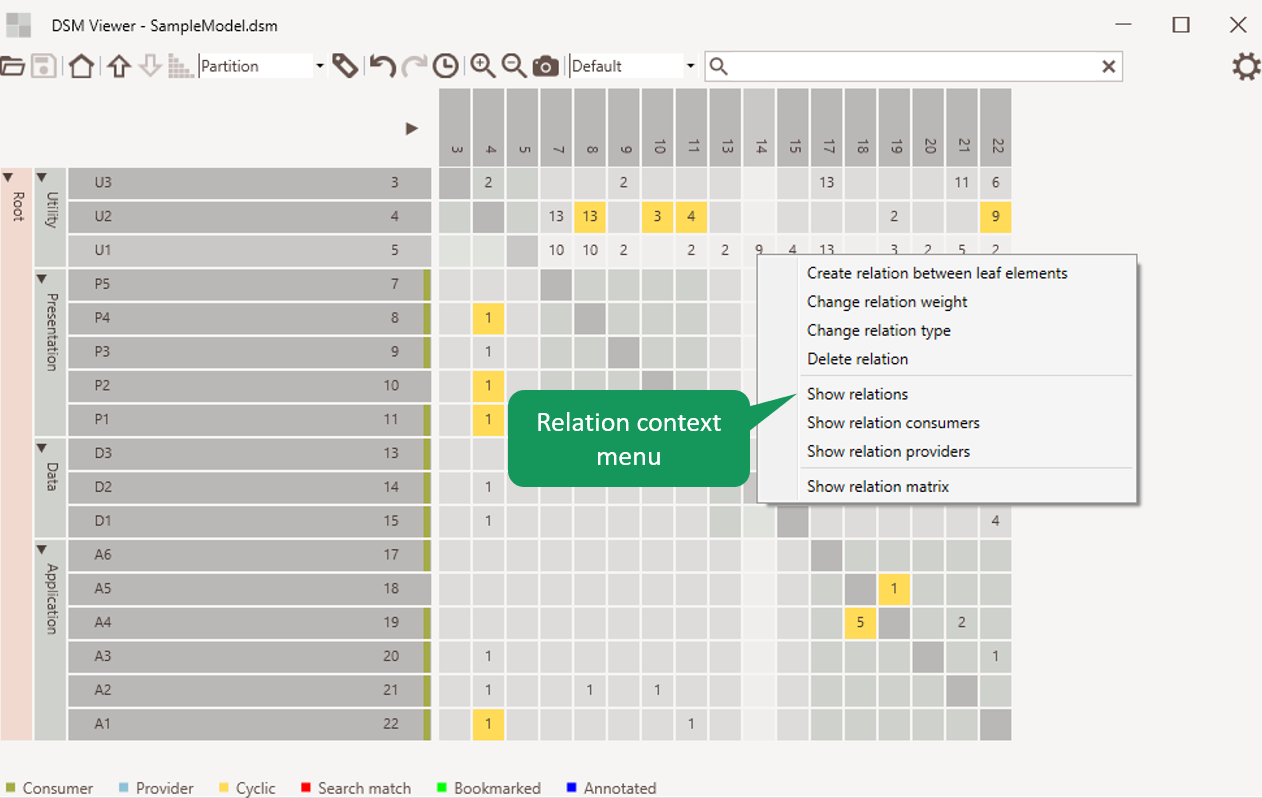 DSM Viewer - SampleModel.dsm
Partition
Default
3 4 5 7 8 9 10 11 13 14 15 17 18 19 20 21 22
Root
Utility
U3 3 2 2 13 11 6
U2 4 13 13 3 4 2 9
U1 5 10 10 2 2 2 9 4 13 3 2 5 2
Presentation
P5 7
P4 8 1
P3 9 1
P2 10 1
P1 11 1
Data
D3 13
D2 14 1
D1 15 1 4
Application
A6 17
A5 18 1
A4 19 5 2
A3 20 1 1
A2 21 1 1 1
A1 22 1 1
Create relation between leaf elements
Change relation weight
Change relation type
Delete relation
Show relations
Show relation consumers
Show relation providers
Show relation matrix
Relation context
menu
Consumer Provider Cyclic Search match Bookmarked Annotated